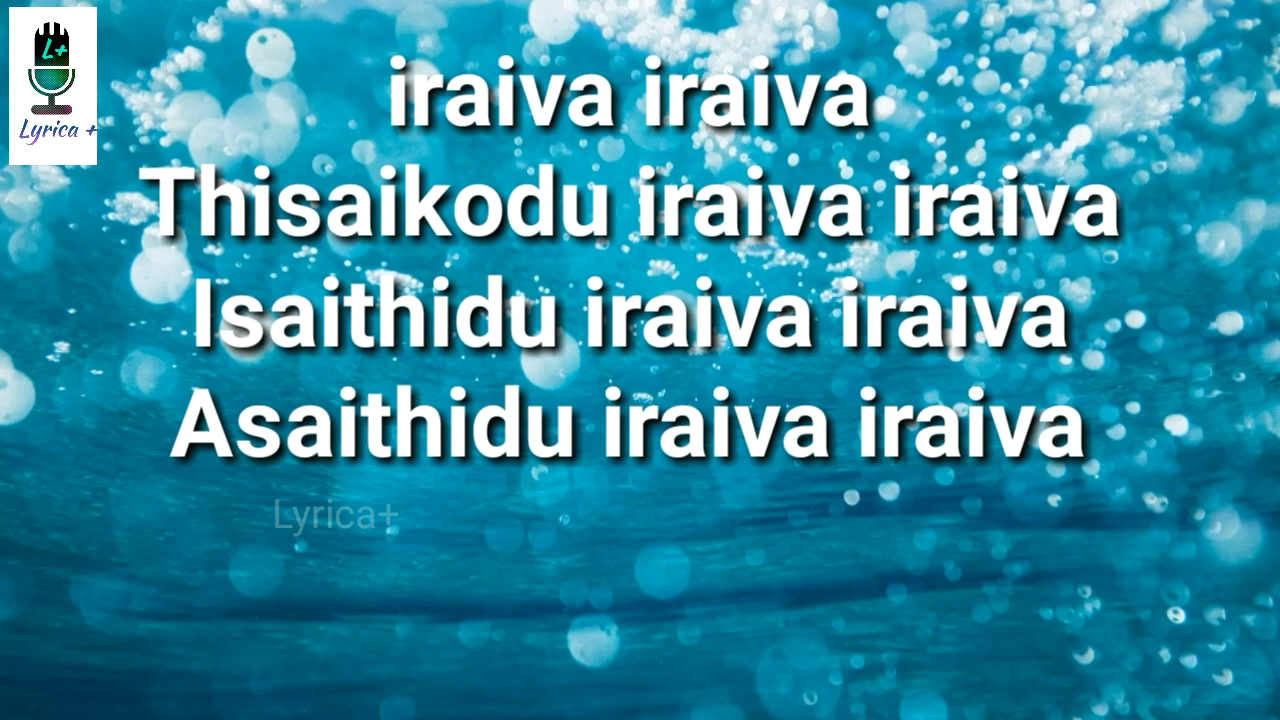 L+
Lyrica +
iraiva iraiva
Thisaikodu iraiva iraiva
Isaithidu iraiva iraiva
Asaithidu iraiva iraiva
Lyrica+